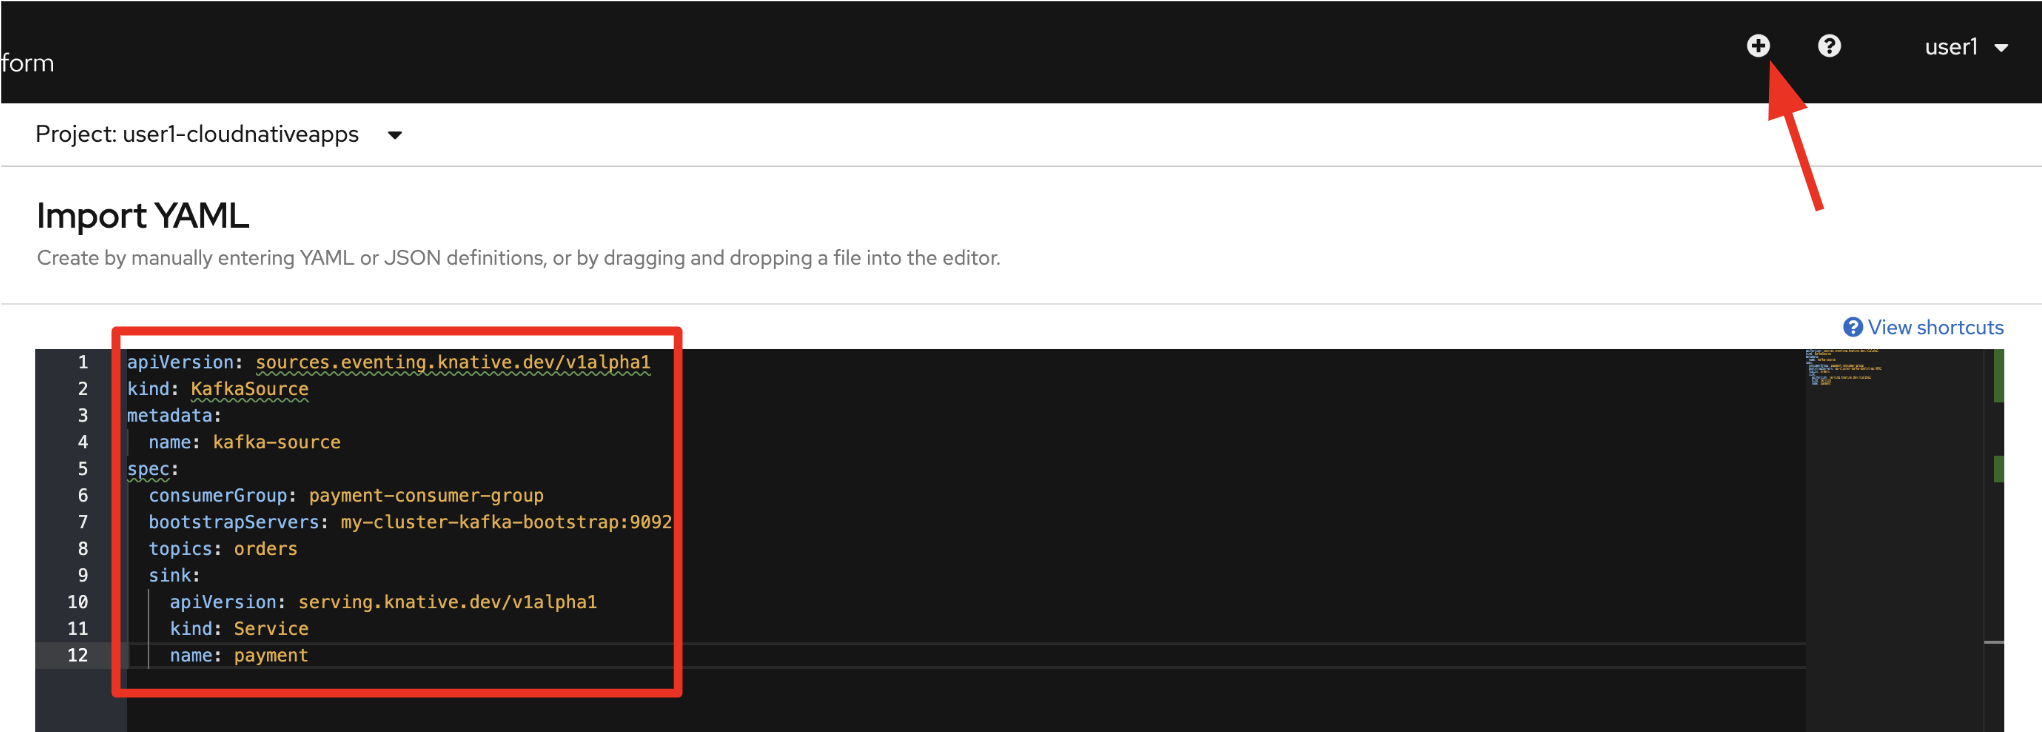 form
user1
Project: user1-cloudnativeapps
Import YAML
Create by manually entering YAML or JSON definitions, or by dragging and dropping a file into the editor.
View shortcuts
1 apiVersion: sources.eventing.knative.dev/v1alpha1
2 kind: KafkaSource
3 metadata:
4 name: kafka-source
5 spec:
6 consumerGroup: payment-consumer-group
7 bootstrapServers: my-cluster-kafka-bootstrap:9092
8 topics: orders
9 sink:
10 apiVersion: serving.knative.dev/v1alpha1
11 kind: Service
12 name: payment